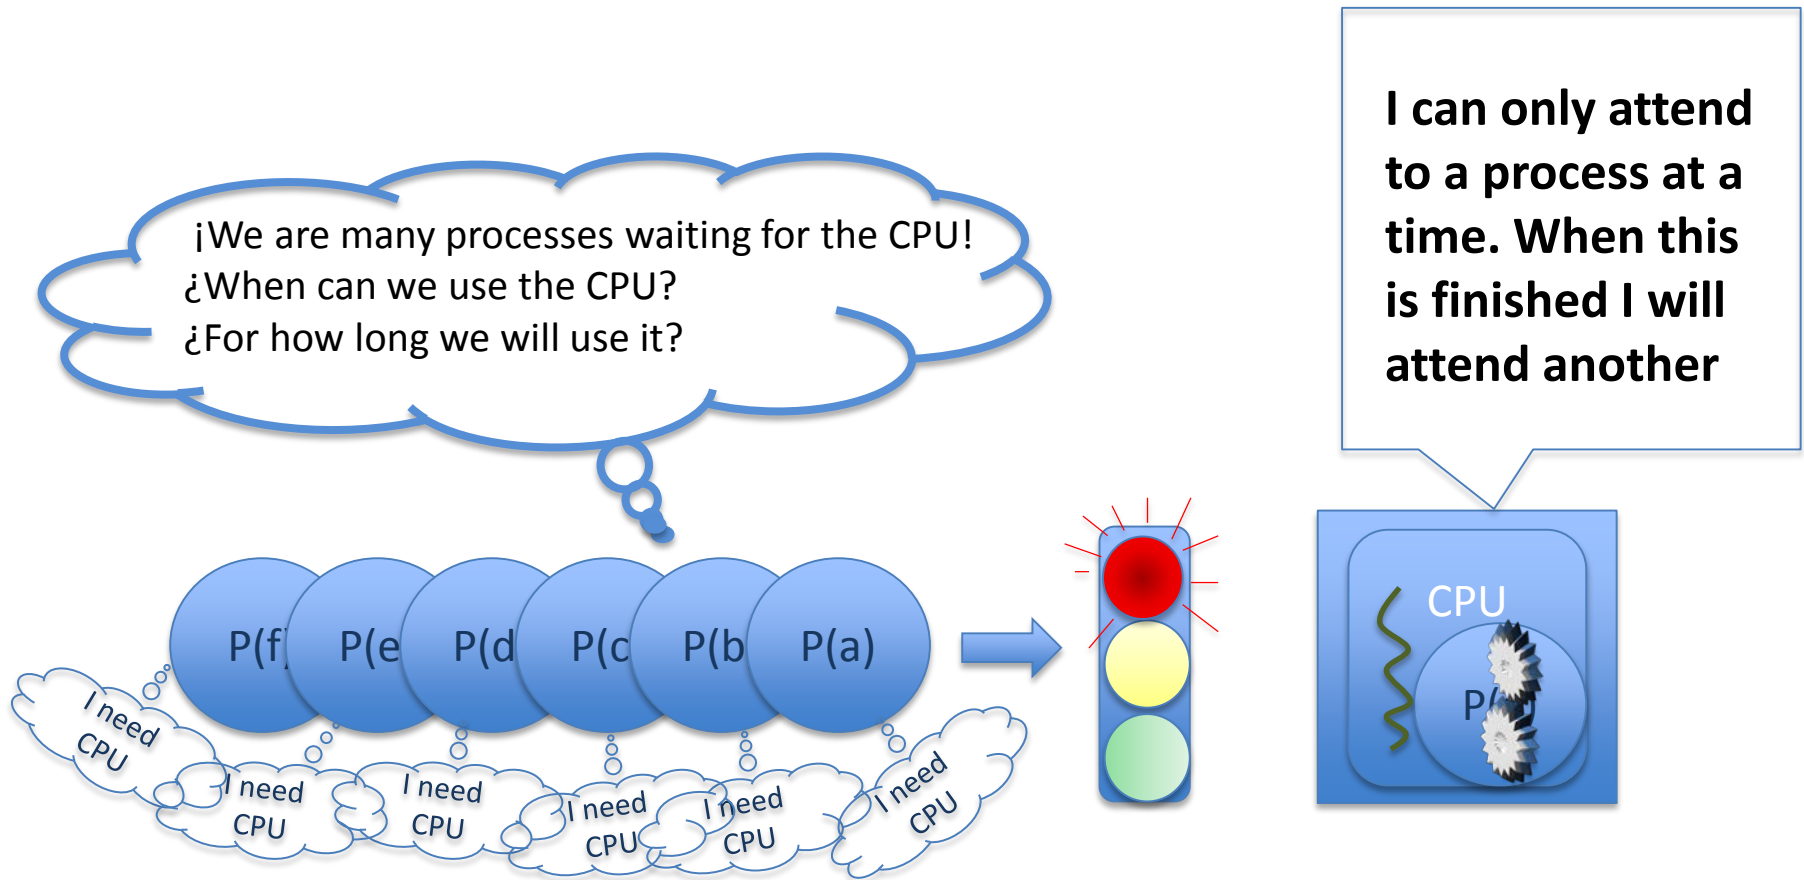 I can only attend
to a process at a
time. When this
is finished I will
attend another
¡We are many processes waiting for the CPU!
¿When can we use the CPU?
¿For how long we will use it?
CPU
P(f)
P(e
P(d
P(c
P(b
P(a)
P(
I need
CPU
I need
CPU
I need
CPU
I need
CPU
I need
CPU
I need
CPU